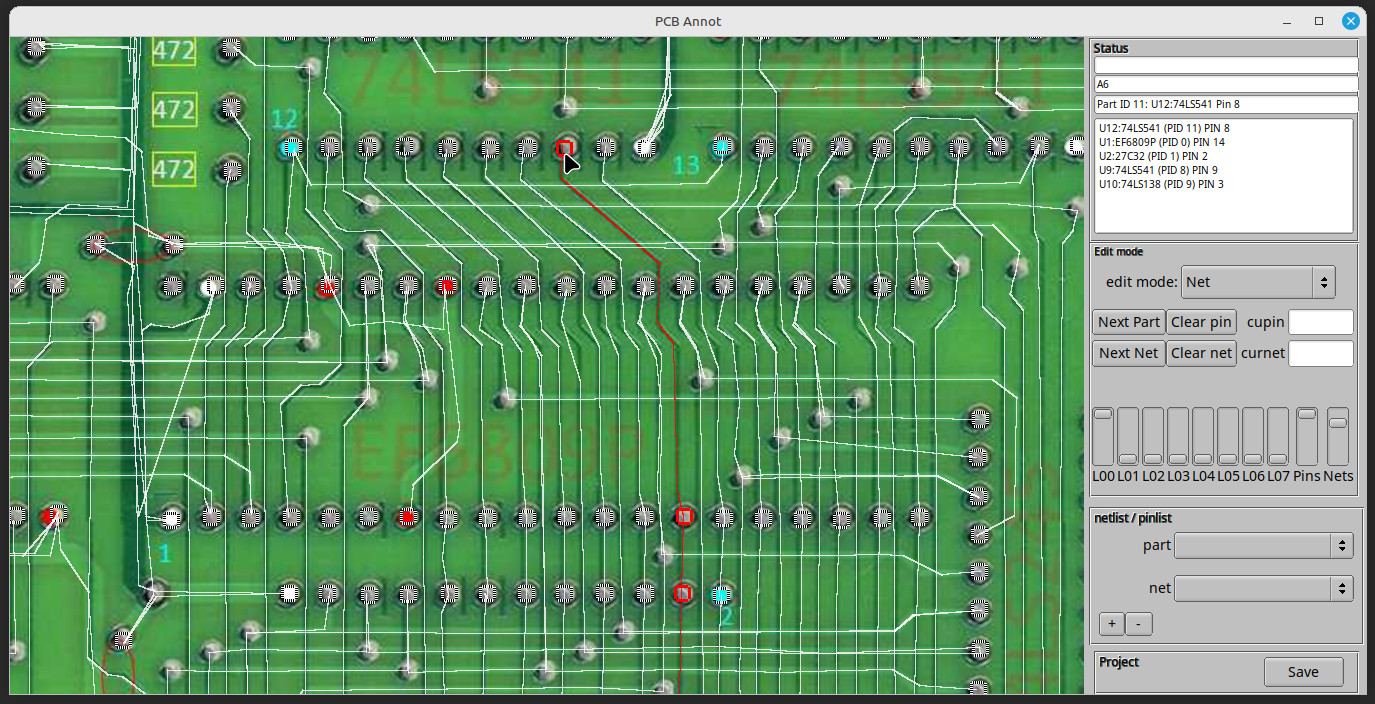 PCB Annot
472
472
472
74LS541
74LS541
12
13
EF6809P
1
2
Status
A6
Part ID 11: U12:74LS541 Pin 8
U12:74LS541 (PID 11) PIN 8
U1:EF6809P (PID 0) PIN 14
U2:27C32 (PID 1) PIN 2
U9:74LS541 (PID 8) PIN 9
U10:74LS138 (PID 9) PIN 3
Edit mode
edit mode: Net
Next Part Clear pin cupin
Next Net Clear net curnet
L00 L01 L02 L03 L04 L05 L06 L07 Pins Nets
netlist / pinlist
part
net
+ -
Project
Save